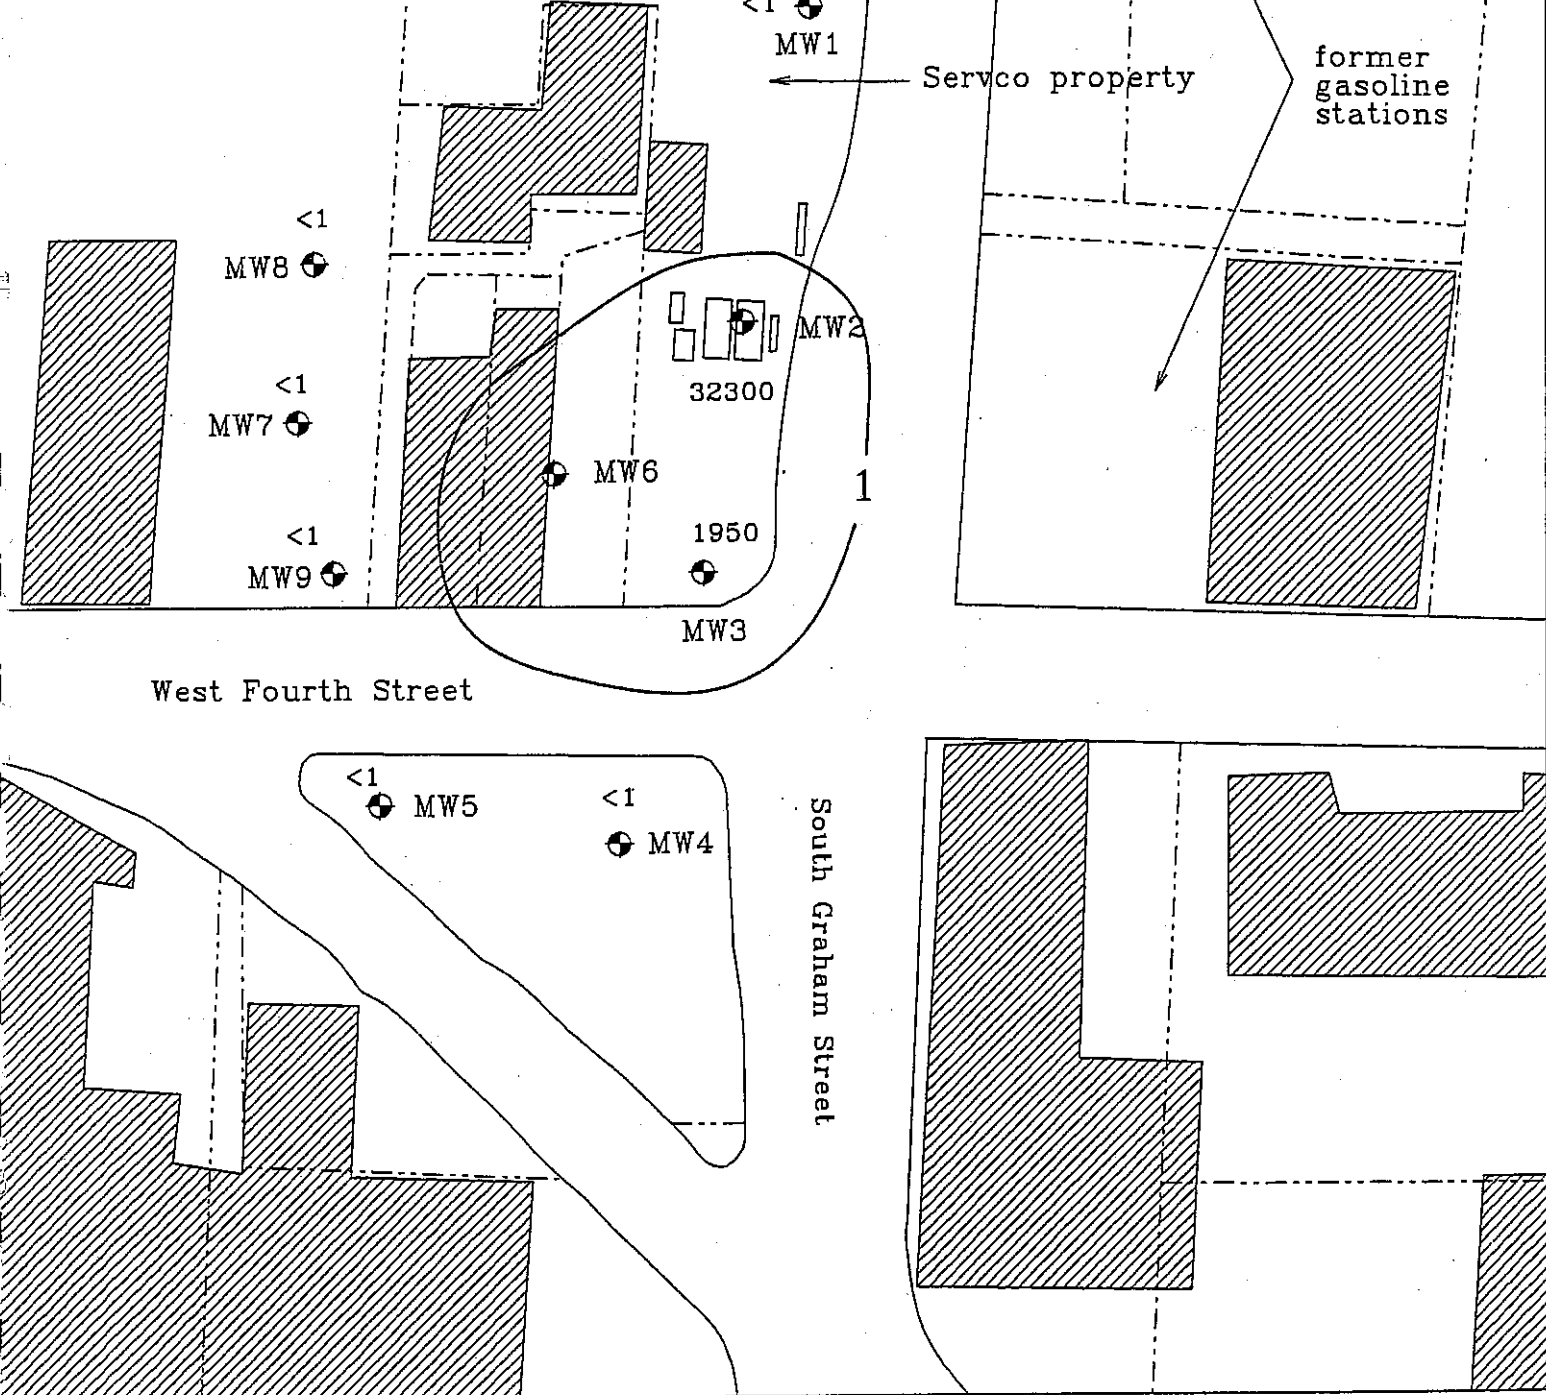 <1
MW1
Servco property
former
gasoline
stations
<1
MW8
MW2
32300
<1
MW7
MW6
1
1950
<1
MW9
MW3
West Fourth Street
<1
MW5
<1
MW4
South Graham Street